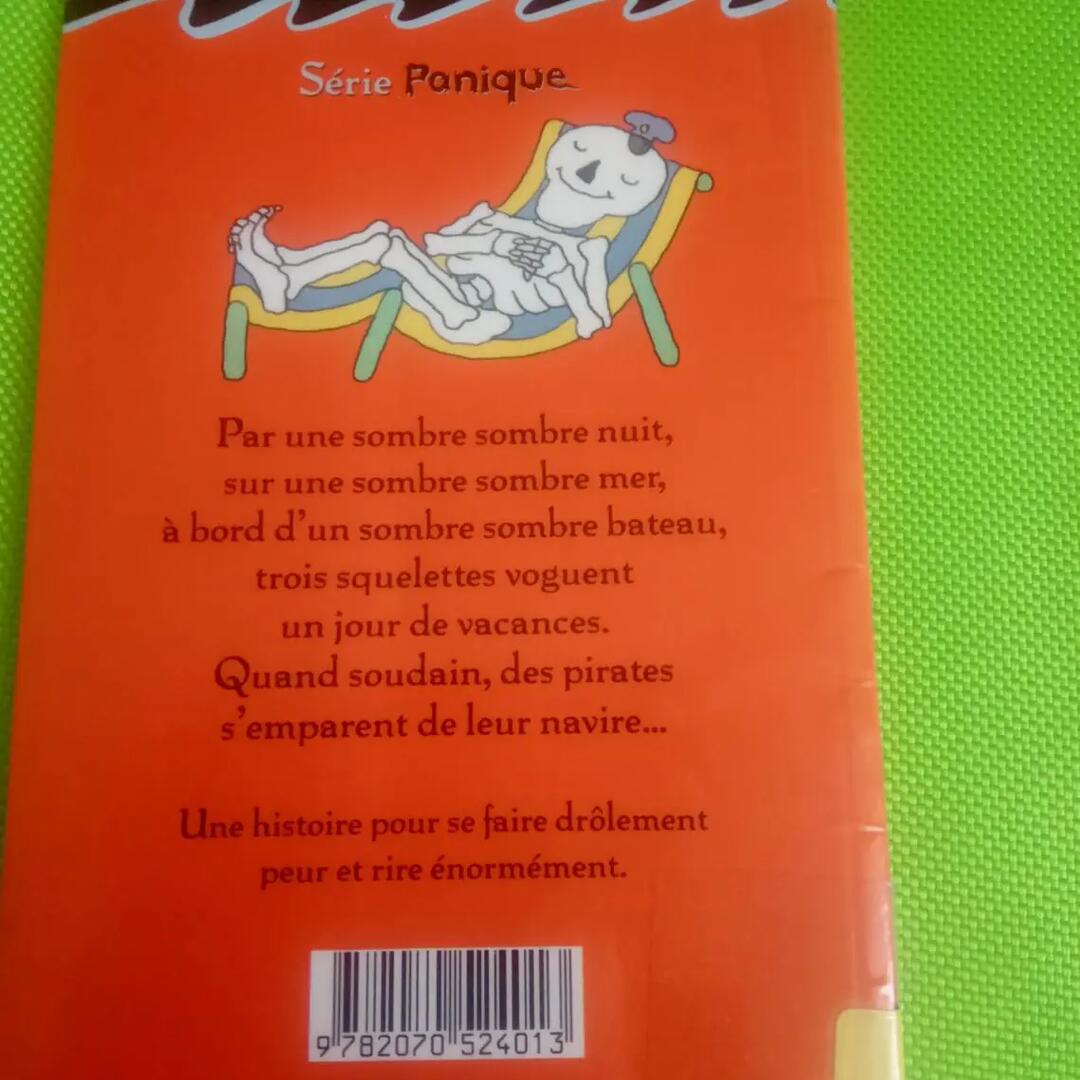 Série Panique
Par une sombre sombre nuit,
sur une sombre sombre mer,
à bord d'un sombre sombre bateau,
trois squelettes voguent
un jour de vacances.
Quand soudain, des pirates
s'emparent de leur navire...
Une histoire pour se faire drôlement
peur et rire énormément.
9 782070 524013